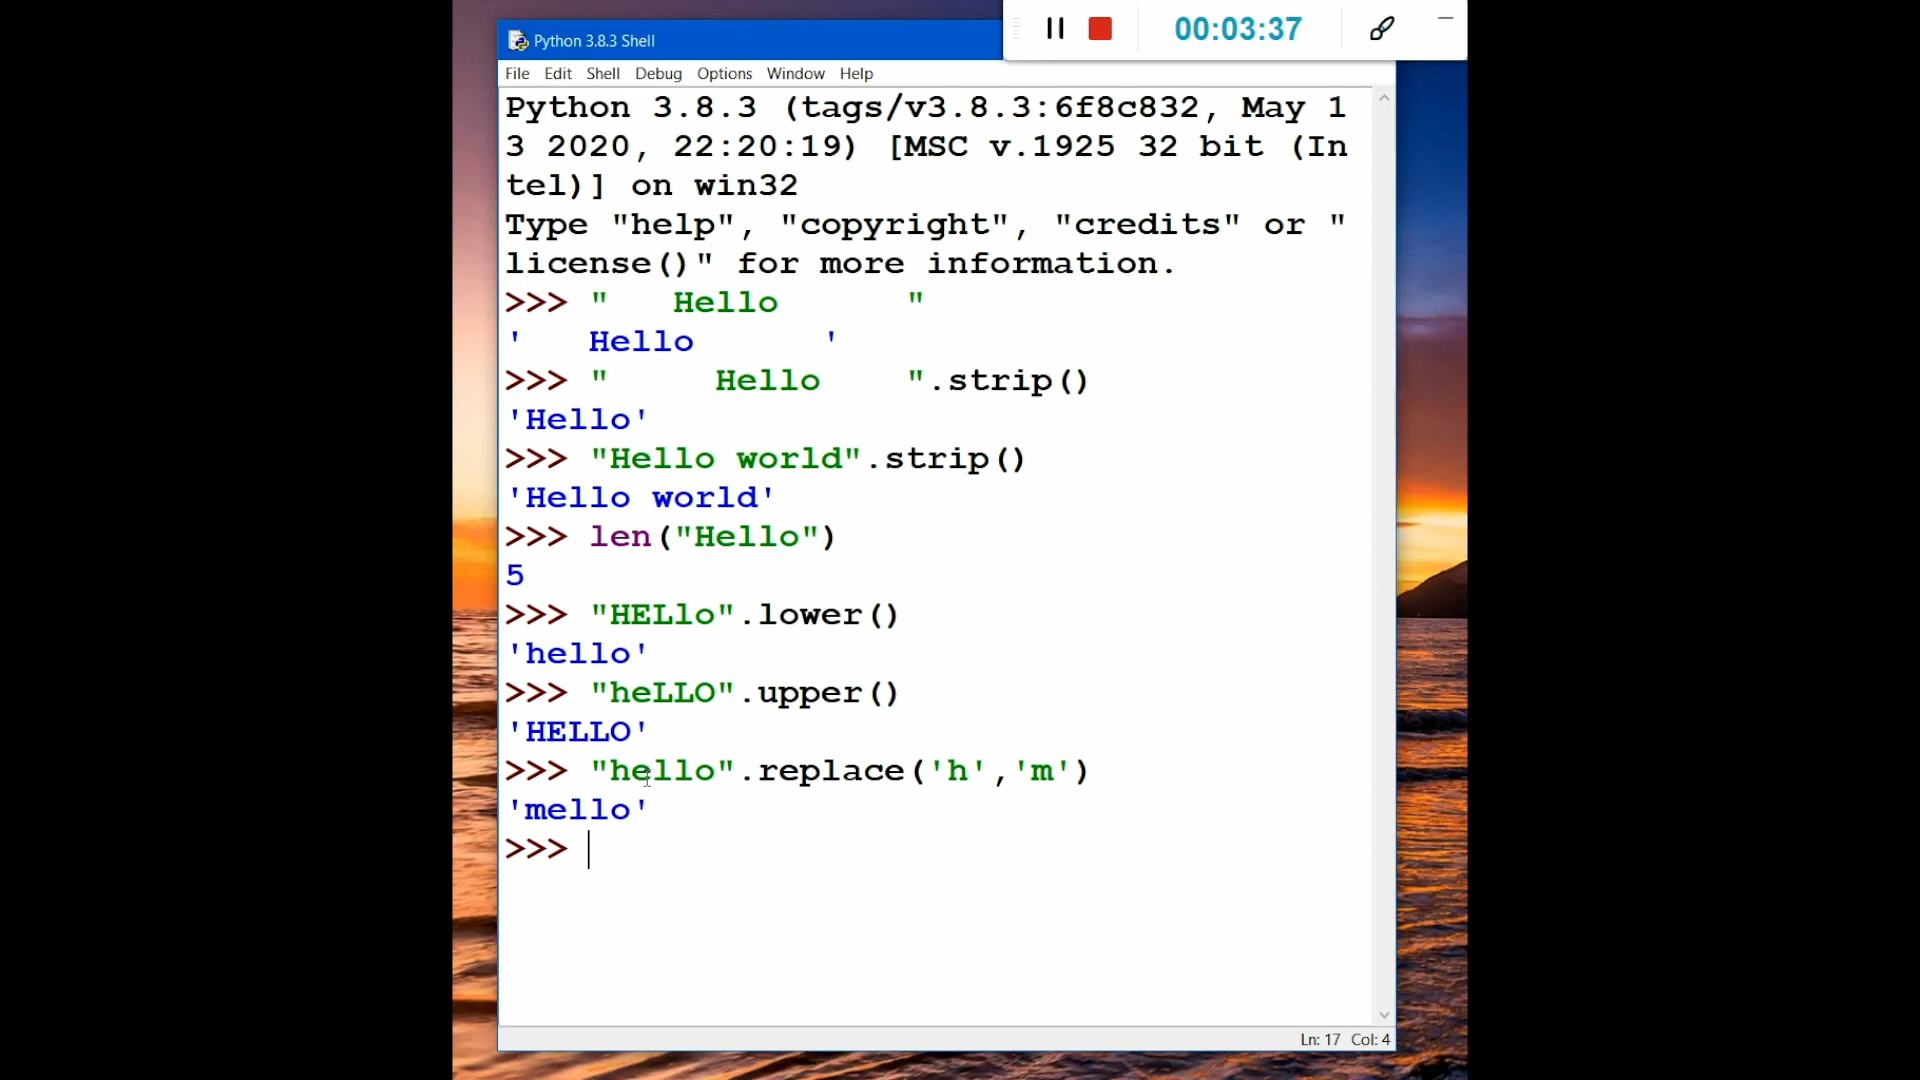 Python 3.8.3 Shell
00:03:37
File Edit Shell Debug Options Window Help
Python 3.8.3 (tags/v3.8.3:6f8c832, May 1
3 2020, 22:20:19) [MSC v.1925 32 bit (In
tel)] on win32
Type "help", "copyright", "credits" or "
license()" for more information.
>>> "   Hello      "
'   Hello      '
>>> "     Hello    ".strip()
'Hello'
>>> "Hello world".strip()
'Hello world'
>>> len("Hello")
5
>>> "HELlo".lower()
'hello'
>>> "heLLO".upper()
'HELLO'
>>> "hello".replace('h','m')
'mello'
>>>
Ln: 17 Col: 4